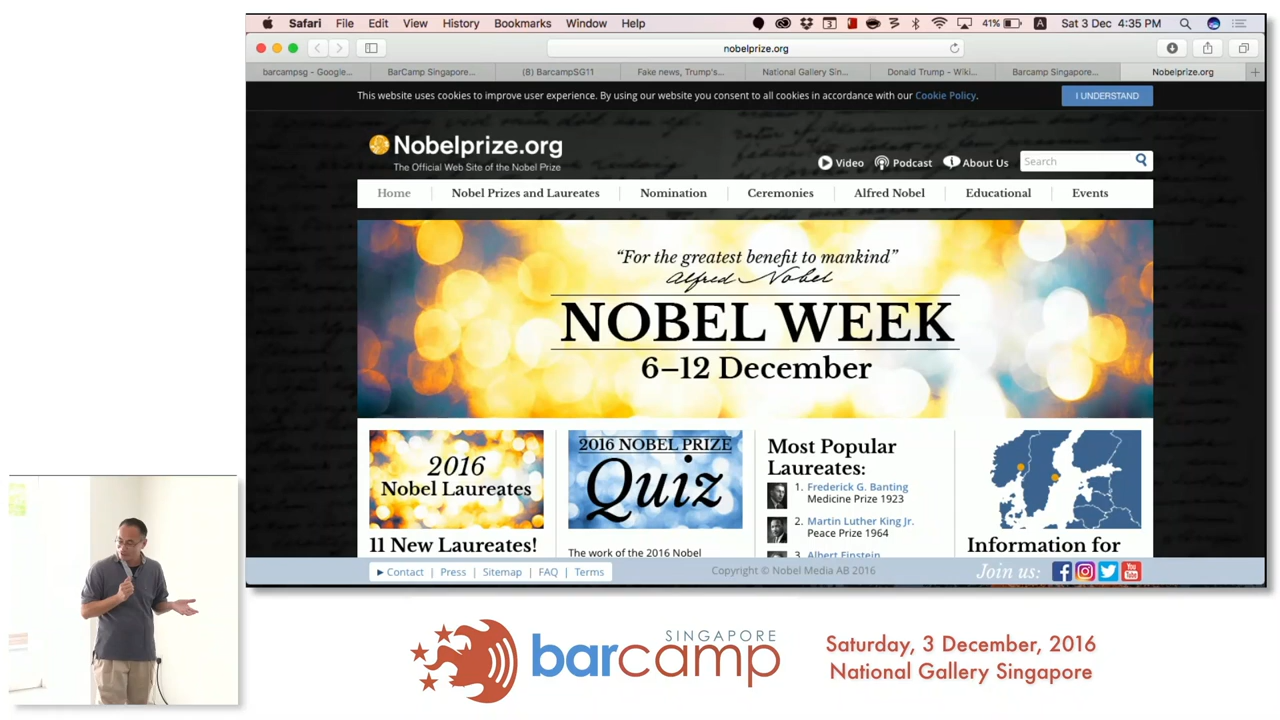 Safari File Edit View History Bookmarks Window Help
3
41%
A
Sat 3 Dec 4:35 PM
nobelprize.org
barcampsg - Google...
BarCamp Singapore...
(8) BarcampSG11
Fake news, Trump's...
National Gallery Sin...
Donald Trump - Wiki...
Barcamp Singapore...
Nobelprize.org
This website uses cookies to improve user experience. By using our website you consent to all cookies in accordance with our Cookie Policy.
I UNDERSTAND
Nobelprize.org
The Official Web Site of the Nobel Prize
Video
Podcast
About Us
Search
Home
Nobel Prizes and Laureates
Nomination
Ceremonies
Alfred Nobel
Educational
Events
“For the greatest benefit to mankind”
Alfred Nobel
NOBEL WEEK
6–12 December
2016
Nobel Laureates
11 New Laureates!
2016 NOBEL PRIZE
Quiz
The work of the 2016 Nobel
Most Popular
Laureates:
1. Frederick G. Banting
Medicine Prize 1923
2. Martin Luther King Jr.
Peace Prize 1964
3. Albert Einstein
Information for
Contact | Press | Sitemap | FAQ | Terms
Copyright © Nobel Media AB 2016
Join us:
You
Tube
SINGAPORE
barcamp
Saturday, 3 December, 2016
National Gallery Singapore